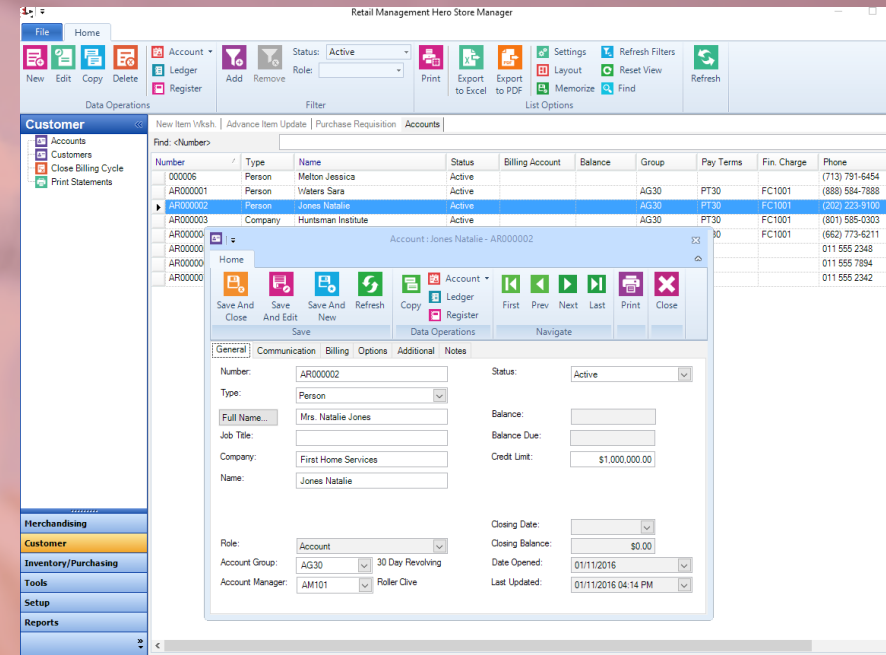 Retail Management Hero Store Manager
File Home
New Edit Copy Delete
Account
Ledger
Register
Data Operations
Add Remove
Status: Active
Role:
Filter
Print
Export to Excel
Export to PDF
Settings
Layout
Memorize
Refresh Filters
Reset View
Find
List Options
Refresh
Customer «
Accounts
Customers
Close Billing Cycle
Print Statements
New Item Wksh. Advance Item Update Purchase Requisition Accounts
Find: <Number>
Number Type Name Status Billing Account Balance Group Pay Terms Fin. Charge Phone
000006 Person Melton Jessica Active (713) 791-6454
AR000001 Person Waters Sara Active AG30 PT30 FC1001 (888) 584-7888
AR000002 Person Jones Natalie Active AG30 PT30 FC1001 (202) 223-9100
AR000003 Company Huntsman Institute Active AG30 PT30 FC1001 (801) 585-0303
FC1001 (662) 773-6211
011 555 2348
011 555 7894
011 555 2342
Account : Jones Natalie - AR000002
Home
Save And Close
Save And Edit
Save And New
Refresh
Save
Copy
Account
Ledger
Register
Data Operations
First Prev Next Last
Navigate
Print
Close
General Communication Billing Options Additional Notes
Number: AR000002 Status: Active
Type: Person
Full Name... Mrs. Natalie Jones Balance:
Job Title: Balance Due:
Company: First Home Services Credit Limit: $1,000,000.00
Name: Jones Natalie
Closing Date:
Role: Account Closing Balance: $0.00
Account Group: AG30 30 Day Revolving Date Opened: 01/11/2016
Account Manager: AM101 Roller Clive Last Updated: 01/11/2016 04:14 PM
Merchandising
Customer
Inventory/Purchasing
Tools
Setup
Reports